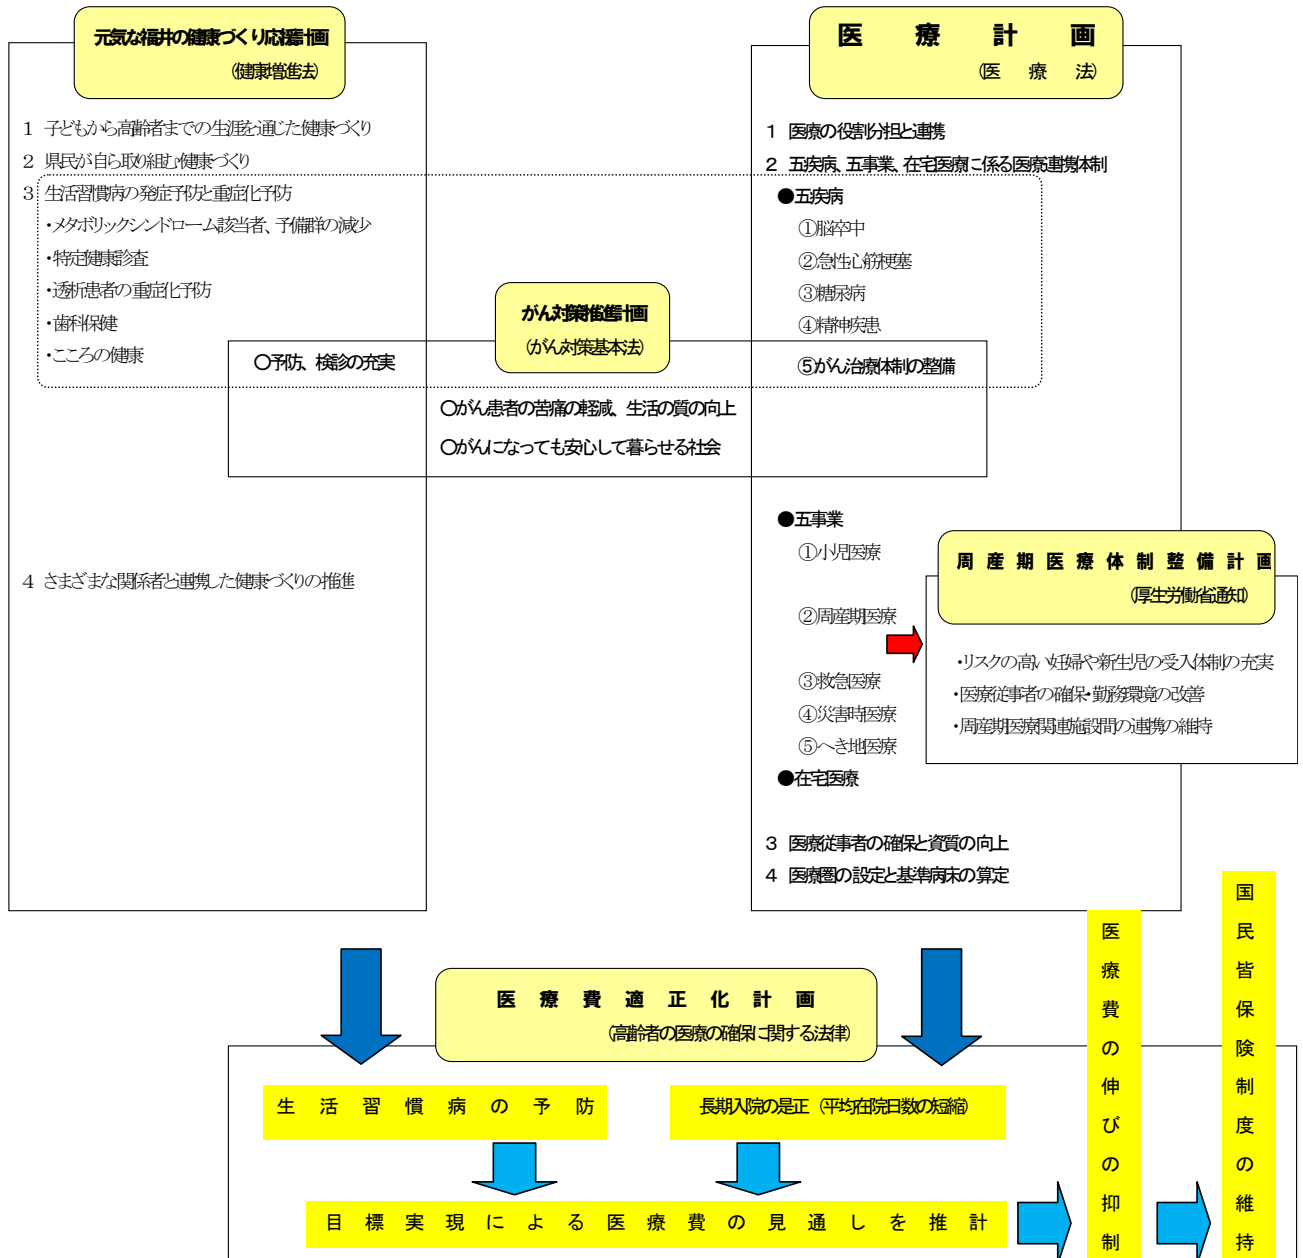 元気な福井の健康づくり応援計画
(健康増進法)
1 子どもから高齢者までの生涯を通じた健康づくり
2 県民が自ら取り組む健康づくり
3 生活習慣病の発症予防と重症化予防
・メタボリックシンドローム該当者、予備群の減少
・特定健康診査
・透析患者の重症化予防
・歯科保健
・こころの健康
4 さまざまな関係者と連携した健康づくりの推進
がん対策推進計画
(がん対策基本法)
○予防、検診の充実
○がん患者の苦痛の軽減、生活の質の向上
○がんになっても安心して暮らせる社会
医療計画
(医療法)
1 医療の役割分担と連携
2 五疾病、五事業、在宅医療に係る医療連携体制
●五疾病
①脳卒中
②急性心筋梗塞
③糖尿病
④精神疾患
⑤がん治療体制の整備
●五事業
①小児医療
②周産期医療
③救急医療
④災害時医療
⑤へき地医療
●在宅医療
3 医療従事者の確保と資質の向上
4 医療圏の設定と基準病床の算定
周産期医療体制整備計画
(厚生労働省通知)
・リスクの高い妊婦や新生児の受入体制の充実
・医療従事者の確保・勤務環境の改善
・周産期医療関連施設間の連携の維持
医療費適正化計画
(高齢者の医療の確保に関する法律)
生活習慣病の予防
長期入院の是正(平均在院日数の短縮)
目標実現による医療費の見通しを推計
医療費の伸びの抑制
国民皆保険制度の維持